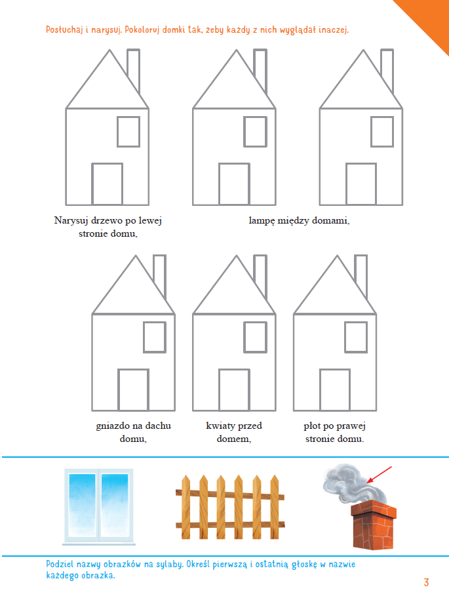 Posłuchaj i narysuj. Pokoloruj domki tak, żeby każdy z nich wyglądał inaczej.
Narysuj drzewo po lewej
stronie domu,
lampę między domami,
gniazdo na dachu
domu,
kwiaty przed
domem,
płot po prawej
stronie domu.
Podziel nazwy obrazków na sylaby. Określ pierwszą i ostatnią głoskę w nazwie
każdego obrazka.
3